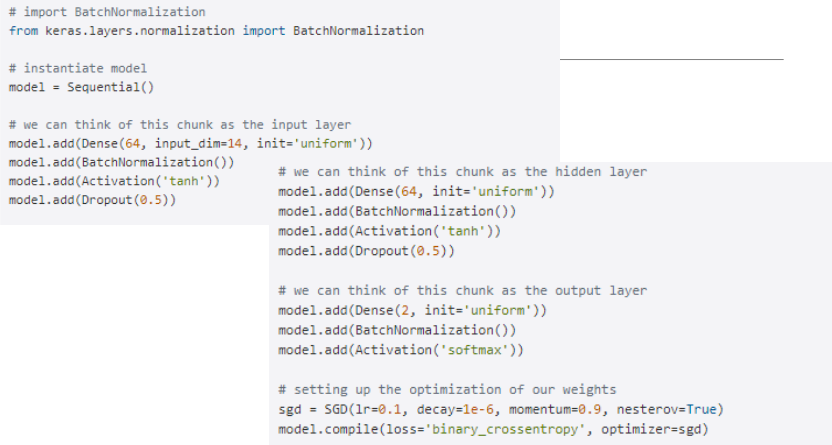 # import BatchNormalization
from keras.layers.normalization import BatchNormalization
# instantiate model
model = Sequential()
# we can think of this chunk as the input layer
model.add(Dense(64, input_dim=14, init='uniform'))
model.add(BatchNormalization())
model.add(Activation('tanh'))
model.add(Dropout(0.5))
# we can think of this chunk as the hidden layer
model.add(Dense(64, init='uniform'))
model.add(BatchNormalization())
model.add(Activation('tanh'))
model.add(Dropout(0.5))
# we can think of this chunk as the output layer
model.add(Dense(2, init='uniform'))
model.add(BatchNormalization())
model.add(Activation('softmax'))
# setting up the optimization of our weights
sgd = SGD(lr=0.1, decay=1e-6, momentum=0.9, nesterov=True)
model.compile(loss='binary_crossentropy', optimizer=sgd)